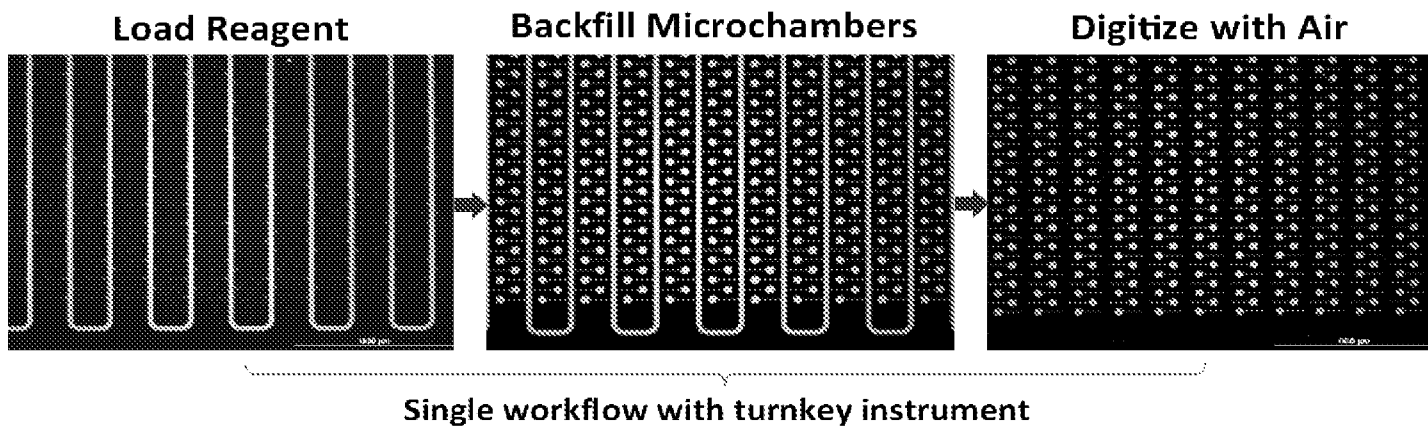 Load Reagent
Backfill Microchambers
Digitize with Air
Single workflow with turnkey instrument